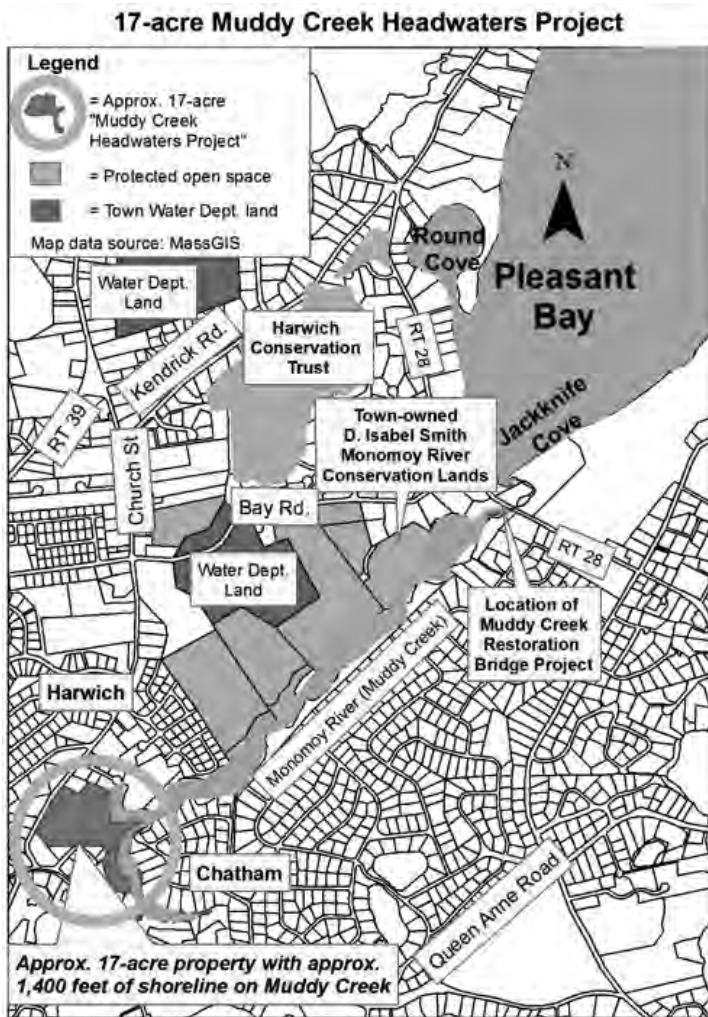 17-acre Muddy Creek Headwaters Project
Legend
= Approx. 17-acre
"Muddy Creek
Headwaters Project"
= Protected open space
= Town Water Dept. land
Map data source: MassGIS
N
Round
Cove
Pleasant
Bay
Water Dept.
Land
Kendrick Rd.
Harwich
Conservation
Trust
RT 28
RT 39
Church St
Town-owned
D. Isabel Smith
Monomoy River
Conservation Lands
Jackknife
Cove
Bay Rd.
Water Dept.
Land
RT 28
Location of
Muddy Creek
Restoration
Bridge Project
Harwich
Monomoy River (Muddy Creek)
Chatham
Queen Anne Road
Approx. 17-acre property with approx.
1,400 feet of shoreline on Muddy Creek